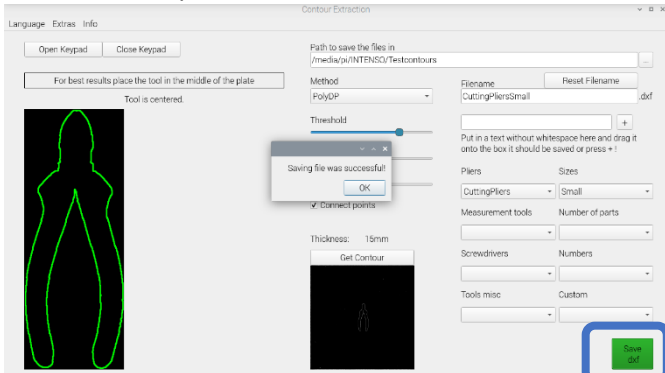 Contour Extraction
Language Extras Info
Open Keypad Close Keypad
For best results place the tool in the middle of the plate
Tool is centered.
Path to save the files in
/media/pi/INTENSO/Testcontours
...
Method
PolyDP
Filename
Reset Filename
CuttingPliersSmall
.dxf
Threshold
+
Put in a text without whitespace here and drag it
onto the box it should be saved or press + !
Saving file was successful!
OK
Connect points
Thickness: 15mm
Get Contour
Pliers Sizes
CuttingPliers Small
Measurement tools Number of parts
Screwdrivers Numbers
Tools misc Custom
Save
dxf